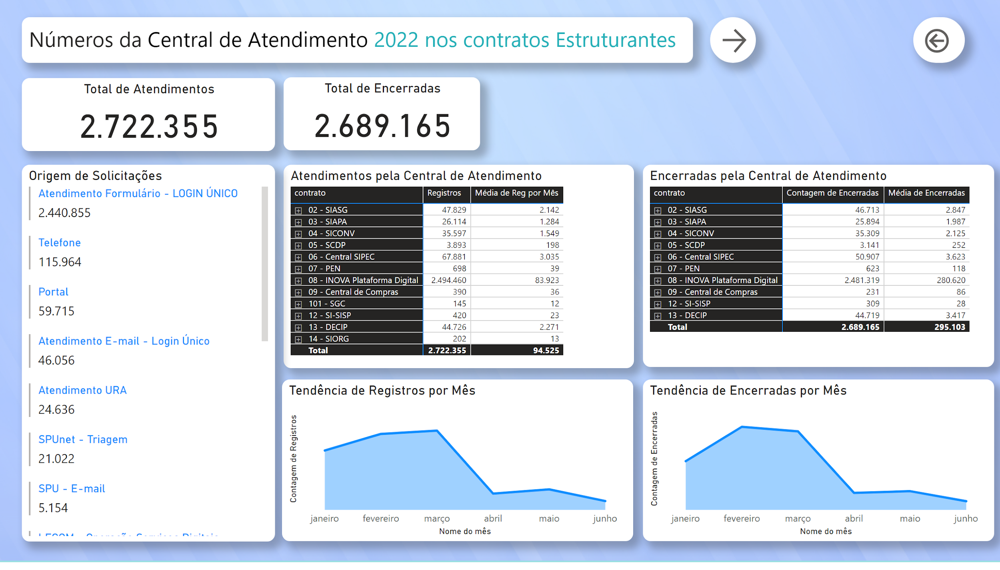 Números da Central de Atendimento 2022 nos contratos Estruturantes
Total de Atendimentos
2.722.355
Total de Encerradas
2.689.165
Origem de Solicitações
Atendimento Formulário - LOGIN ÚNICO
2.440.855
Telefone
115.964
Portal
59.715
Atendimento E-mail - Login Único
46.056
Atendimento URA
24.636
SPUnet - Triagem
21.022
SPU - E-mail
5.154
Atendimentos pela Central de Atendimento
contrato Registros Média de Reg por Mês
02 - SIASG 47.829 2.142
03 - SIAPA 26.114 1.284
04 - SICONV 35.597 1.549
05 - SCDP 3.893 198
06 - Central SIPEC 67.881 3.035
07 - PEN 698 39
08 - INOVA Plataforma Digital 2.494.460 83.923
09 - Central de Compras 390 36
101 - SGC 145 12
12 - SI-SISP 420 23
13 - DECIP 44.726 2.271
14 - SIORG 202 13
Total 2.722.355 94.525
Encerradas pela Central de Atendimento
contrato Contagem de Encerradas Média de Encerradas
02 - SIASG 46.713 2.847
03 - SIAPA 25.894 1.987
04 - SICONV 35.309 2.125
05 - SCDP 3.141 252
06 - Central SIPEC 50.907 3.623
07 - PEN 623 118
08 - INOVA Plataforma Digital 2.481.319 280.620
09 - Central de Compras 231 86
12 - SI-SISP 309 28
13 - DECIP 44.719 3.417
Total 2.689.165 295.103
Tendência de Registros por Mês
Contagem de Registros
janeiro fevereiro março abril maio junho
Nome do mês
Tendência de Encerradas por Mês
Contagem de Encerradas
janeiro fevereiro março abril maio junho
Nome do mês